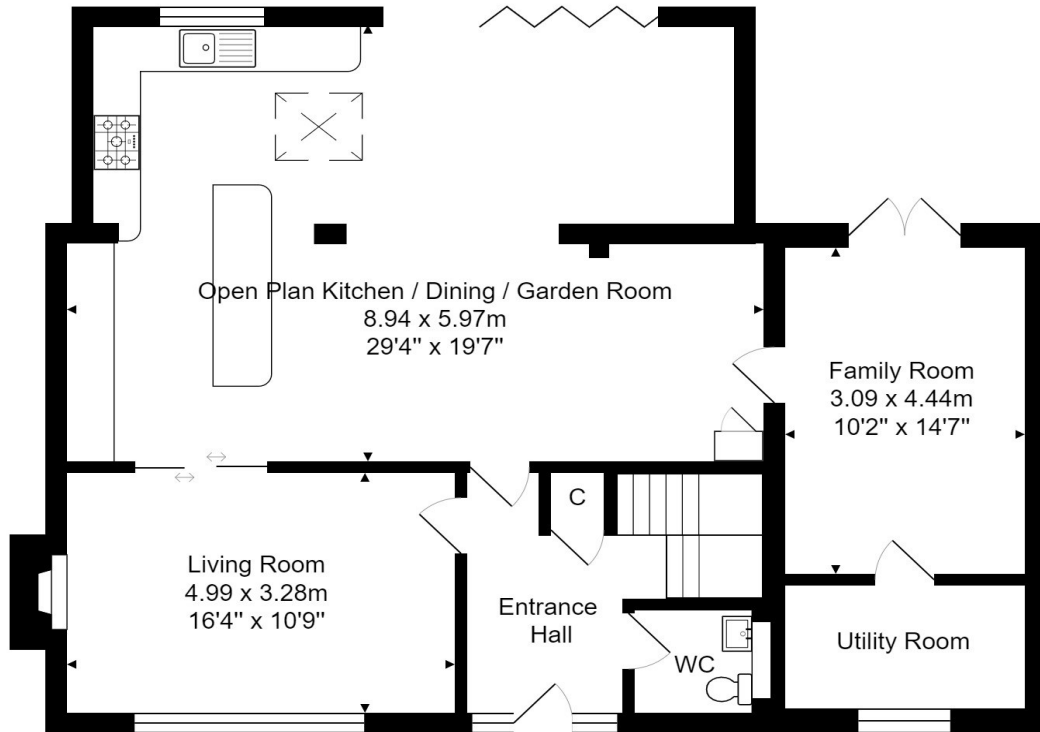 Open Plan Kitchen / Dining / Garden Room
8.94 x 5.97m
29'4" x 19'7"
Family Room
3.09 x 4.44m
10'2" x 14'7"
C
Living Room
4.99 x 3.28m
16'4" x 10'9"
Entrance
Hall
WC
Utility Room